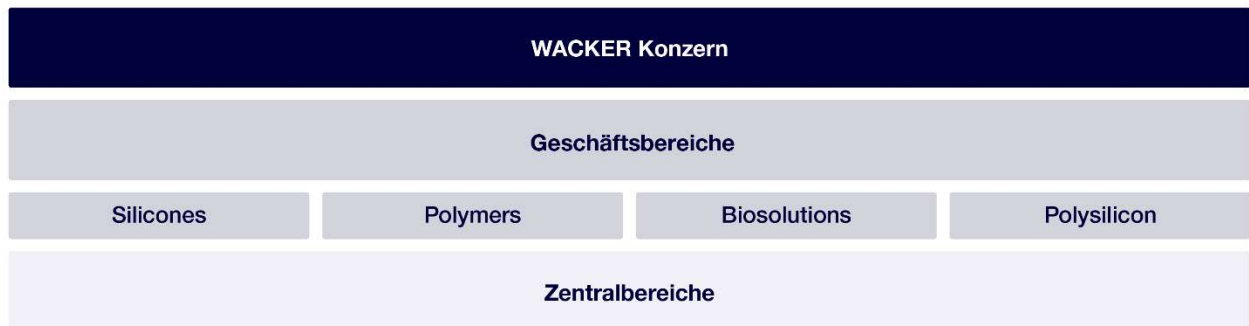 WACKER Konzern
Geschäftsbereiche
Silicones Polymers Biosolutions Polysilicon
Zentralbereiche